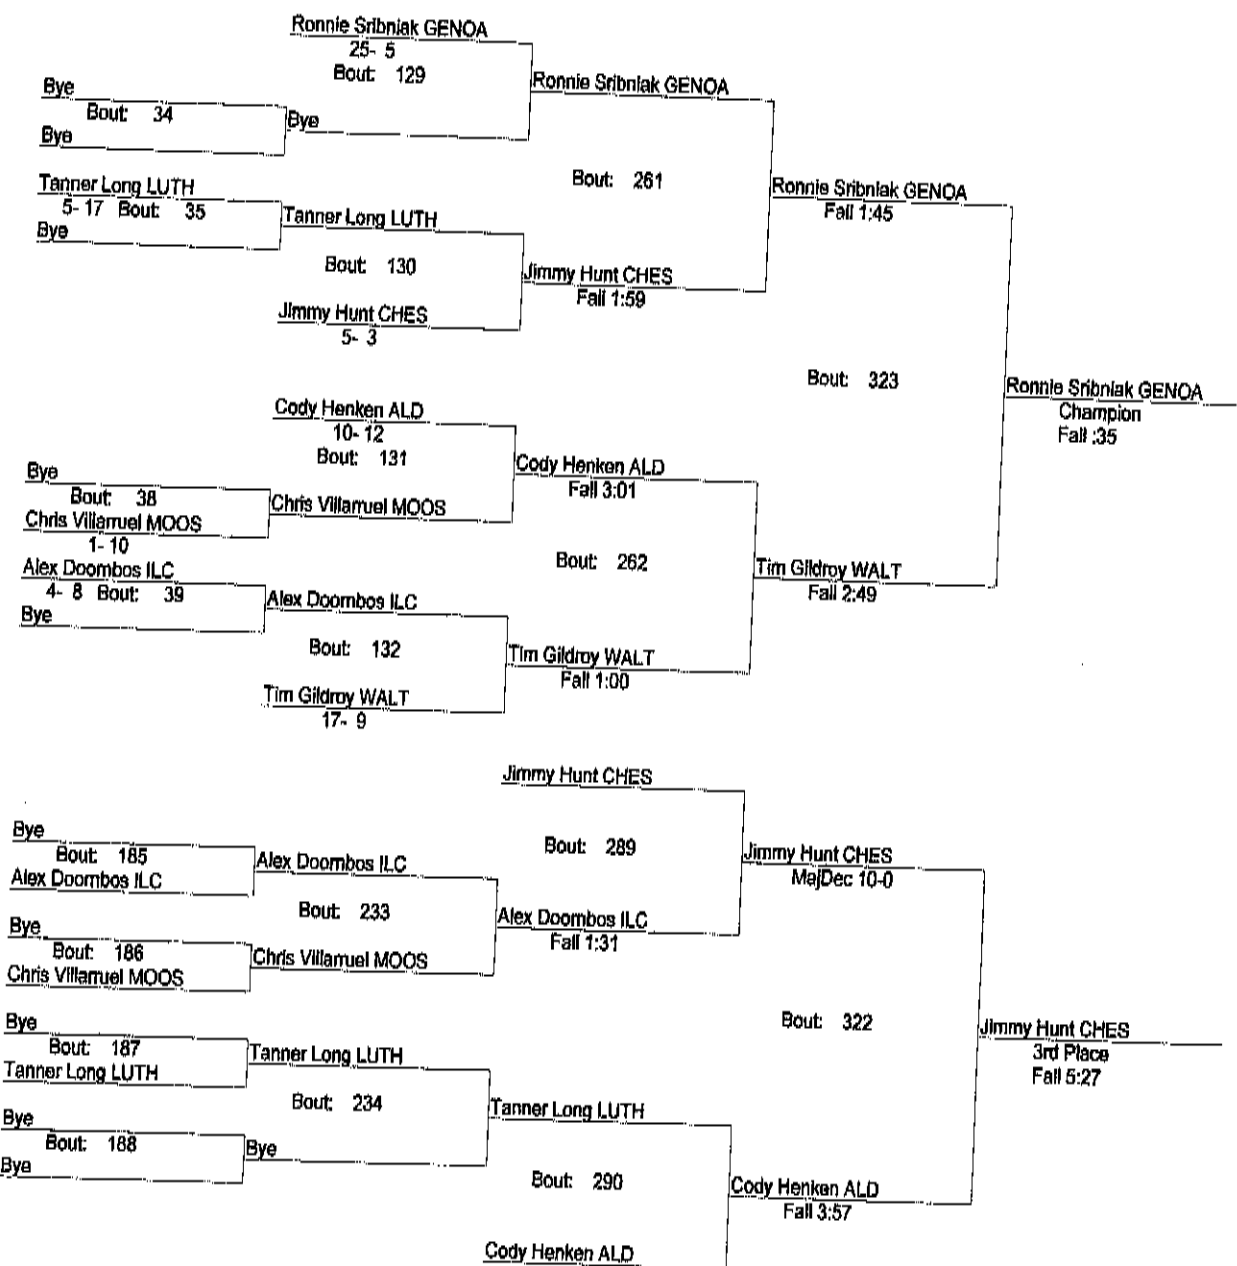 Ronnie Sribniak GENOA
25- 5
Bout: 129
Ronnie Sribniak GENOA
Bye
Bout: 34
Bye
Bye
Bout: 261
Tanner Long LUTH
5- 17 Bout: 35
Bye
Tanner Long LUTH
Ronnie Sribniak GENOA
Fall 1:45
Bout: 130
Jimmy Hunt CHES
Fall 1:59
Jimmy Hunt CHES
5- 3
Bout: 323
Ronnie Sribniak GENOA
Champion
Fall :35
Cody Henken ALD
10- 12
Bout: 131
Cody Henken ALD
Fall 3:01
Bye
Bout: 38
Chris Villarruel MOOS
1- 10
Chris Villarruel MOOS
Bout: 262
Tim Gildroy WALT
Fall 2:49
Alex Doombos ILC
4- 8 Bout: 39
Bye
Alex Doombos ILC
Bout: 132
Tim Gildroy WALT
Fall 1:00
Tim Gildroy WALT
17- 9
Jimmy Hunt CHES
Bye
Bout: 185
Alex Doombos ILC
Alex Doombos ILC
Bout: 289
Jimmy Hunt CHES
MajDec 10-0
Bout: 233
Alex Doombos ILC
Fall 1:31
Bye
Bout: 186
Chris Villarruel MOOS
Chris Villarruel MOOS
Bout: 322
Jimmy Hunt CHES
3rd Place
Fall 5:27
Bye
Bout: 187
Tanner Long LUTH
Tanner Long LUTH
Bout: 234
Tanner Long LUTH
Bye
Bout: 188
Bye
Bye
Bout: 290
Cody Henken ALD
Fall 3:57
Cody Henken ALD